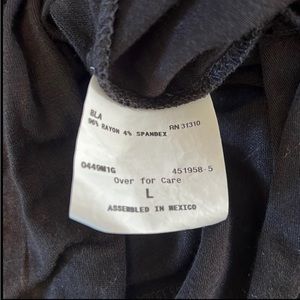 BLA
96% RAYON 4% SPANDEX RN 31310
0449M1G 451958-5
Over for Care
L
ASSEMBLED IN MEXICO